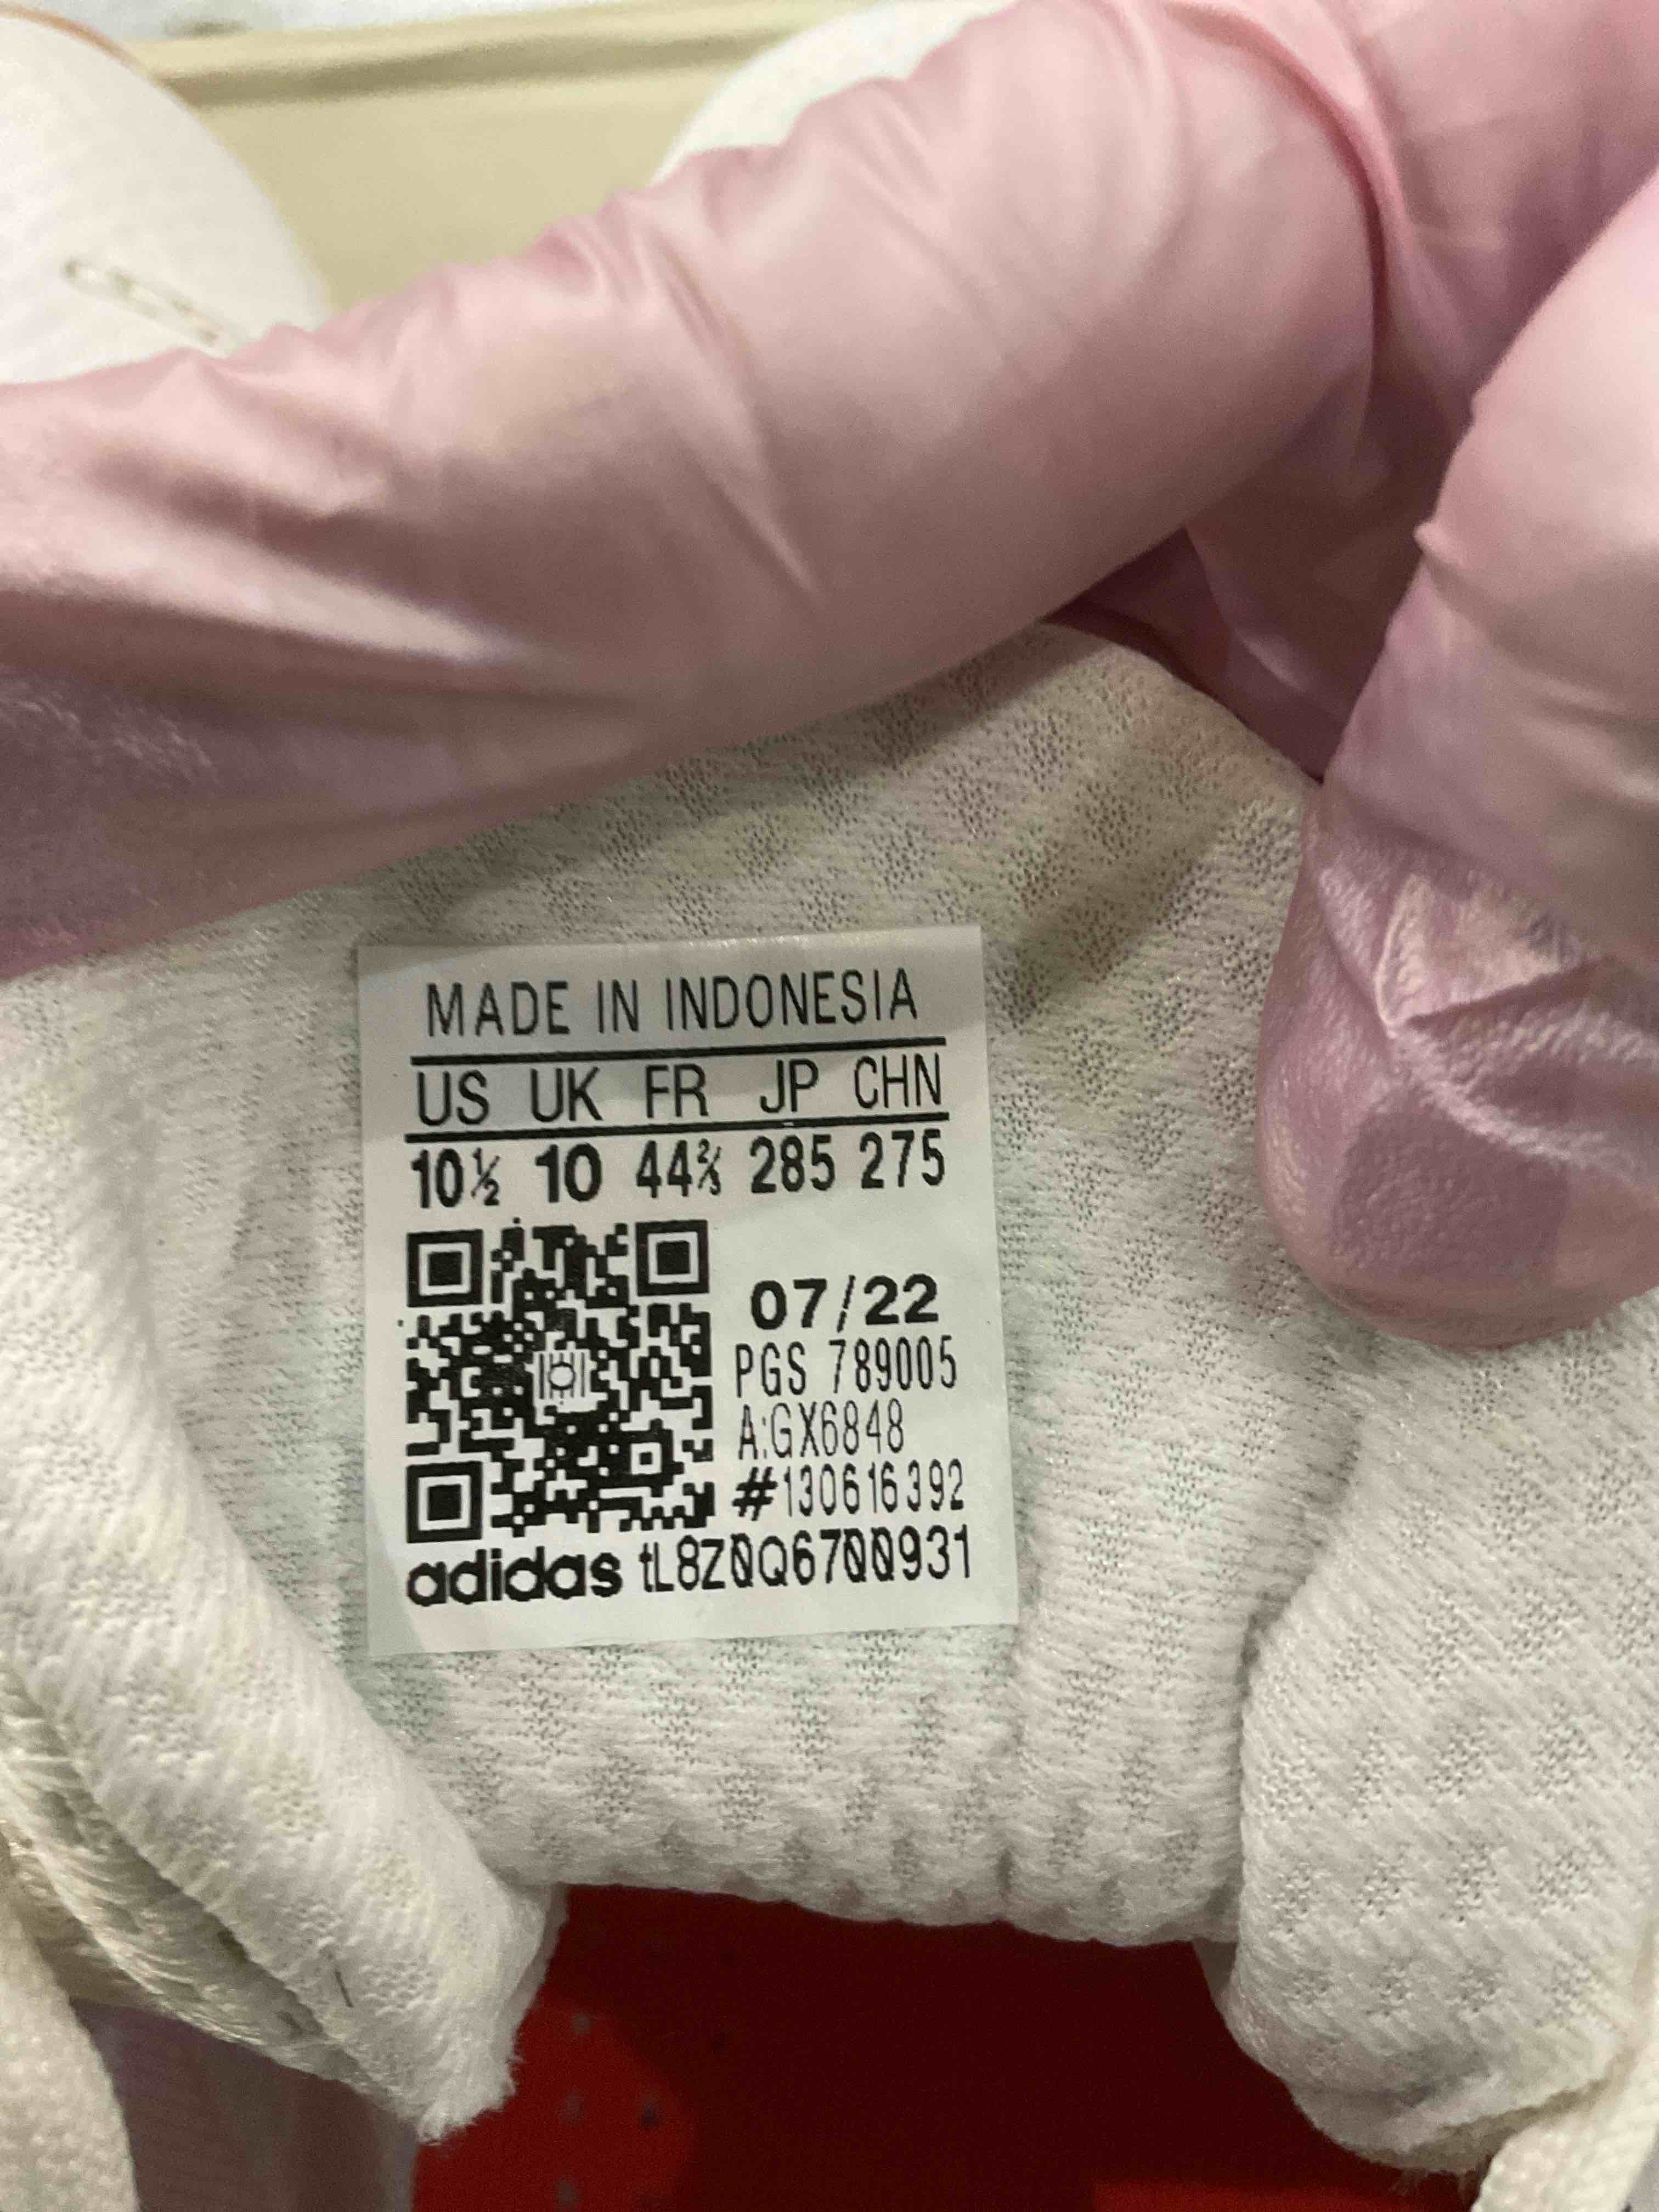 MADE IN INDONESIA
US UK FR JP CHN
10½ 10 44⅔ 285 275
07/22
PGS 789005
A:GX6848
#130616392
adidas tL8Z0Q6700931